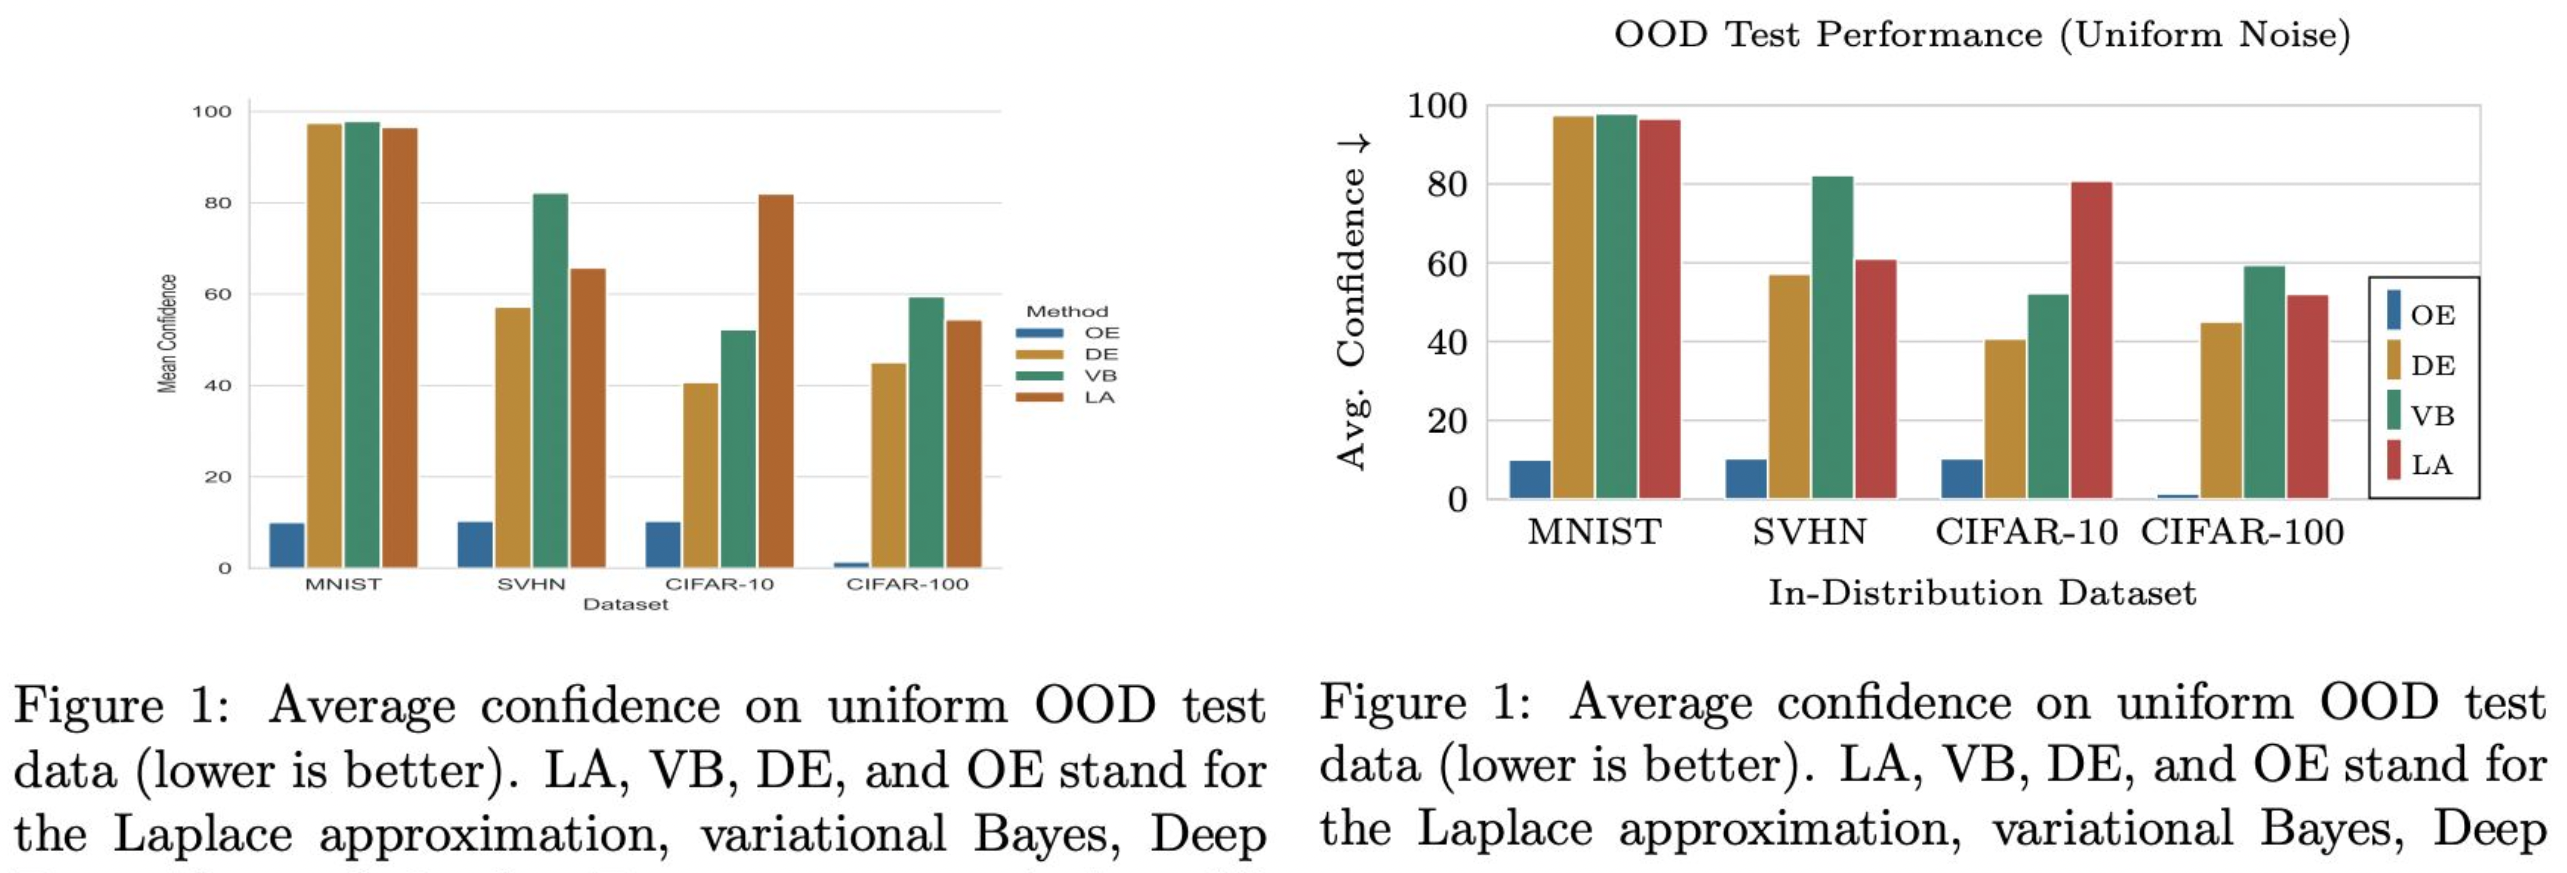 100
80
60
40
20
0
Mean Confidence
MNIST SVHN CIFAR-10 CIFAR-100
Dataset
Method
OE
DE
VB
LA
Figure 1: Average confidence on uniform OOD test
data (lower is better). LA, VB, DE, and OE stand for
the Laplace approximation, variational Bayes, Deep
OOD Test Performance (Uniform Noise)
100
80
60
40
20
0
Avg. Confidence ↓
MNIST SVHN CIFAR-10 CIFAR-100
In-Distribution Dataset
OE
DE
VB
LA
Figure 1: Average confidence on uniform OOD test
data (lower is better). LA, VB, DE, and OE stand for
the Laplace approximation, variational Bayes, Deep